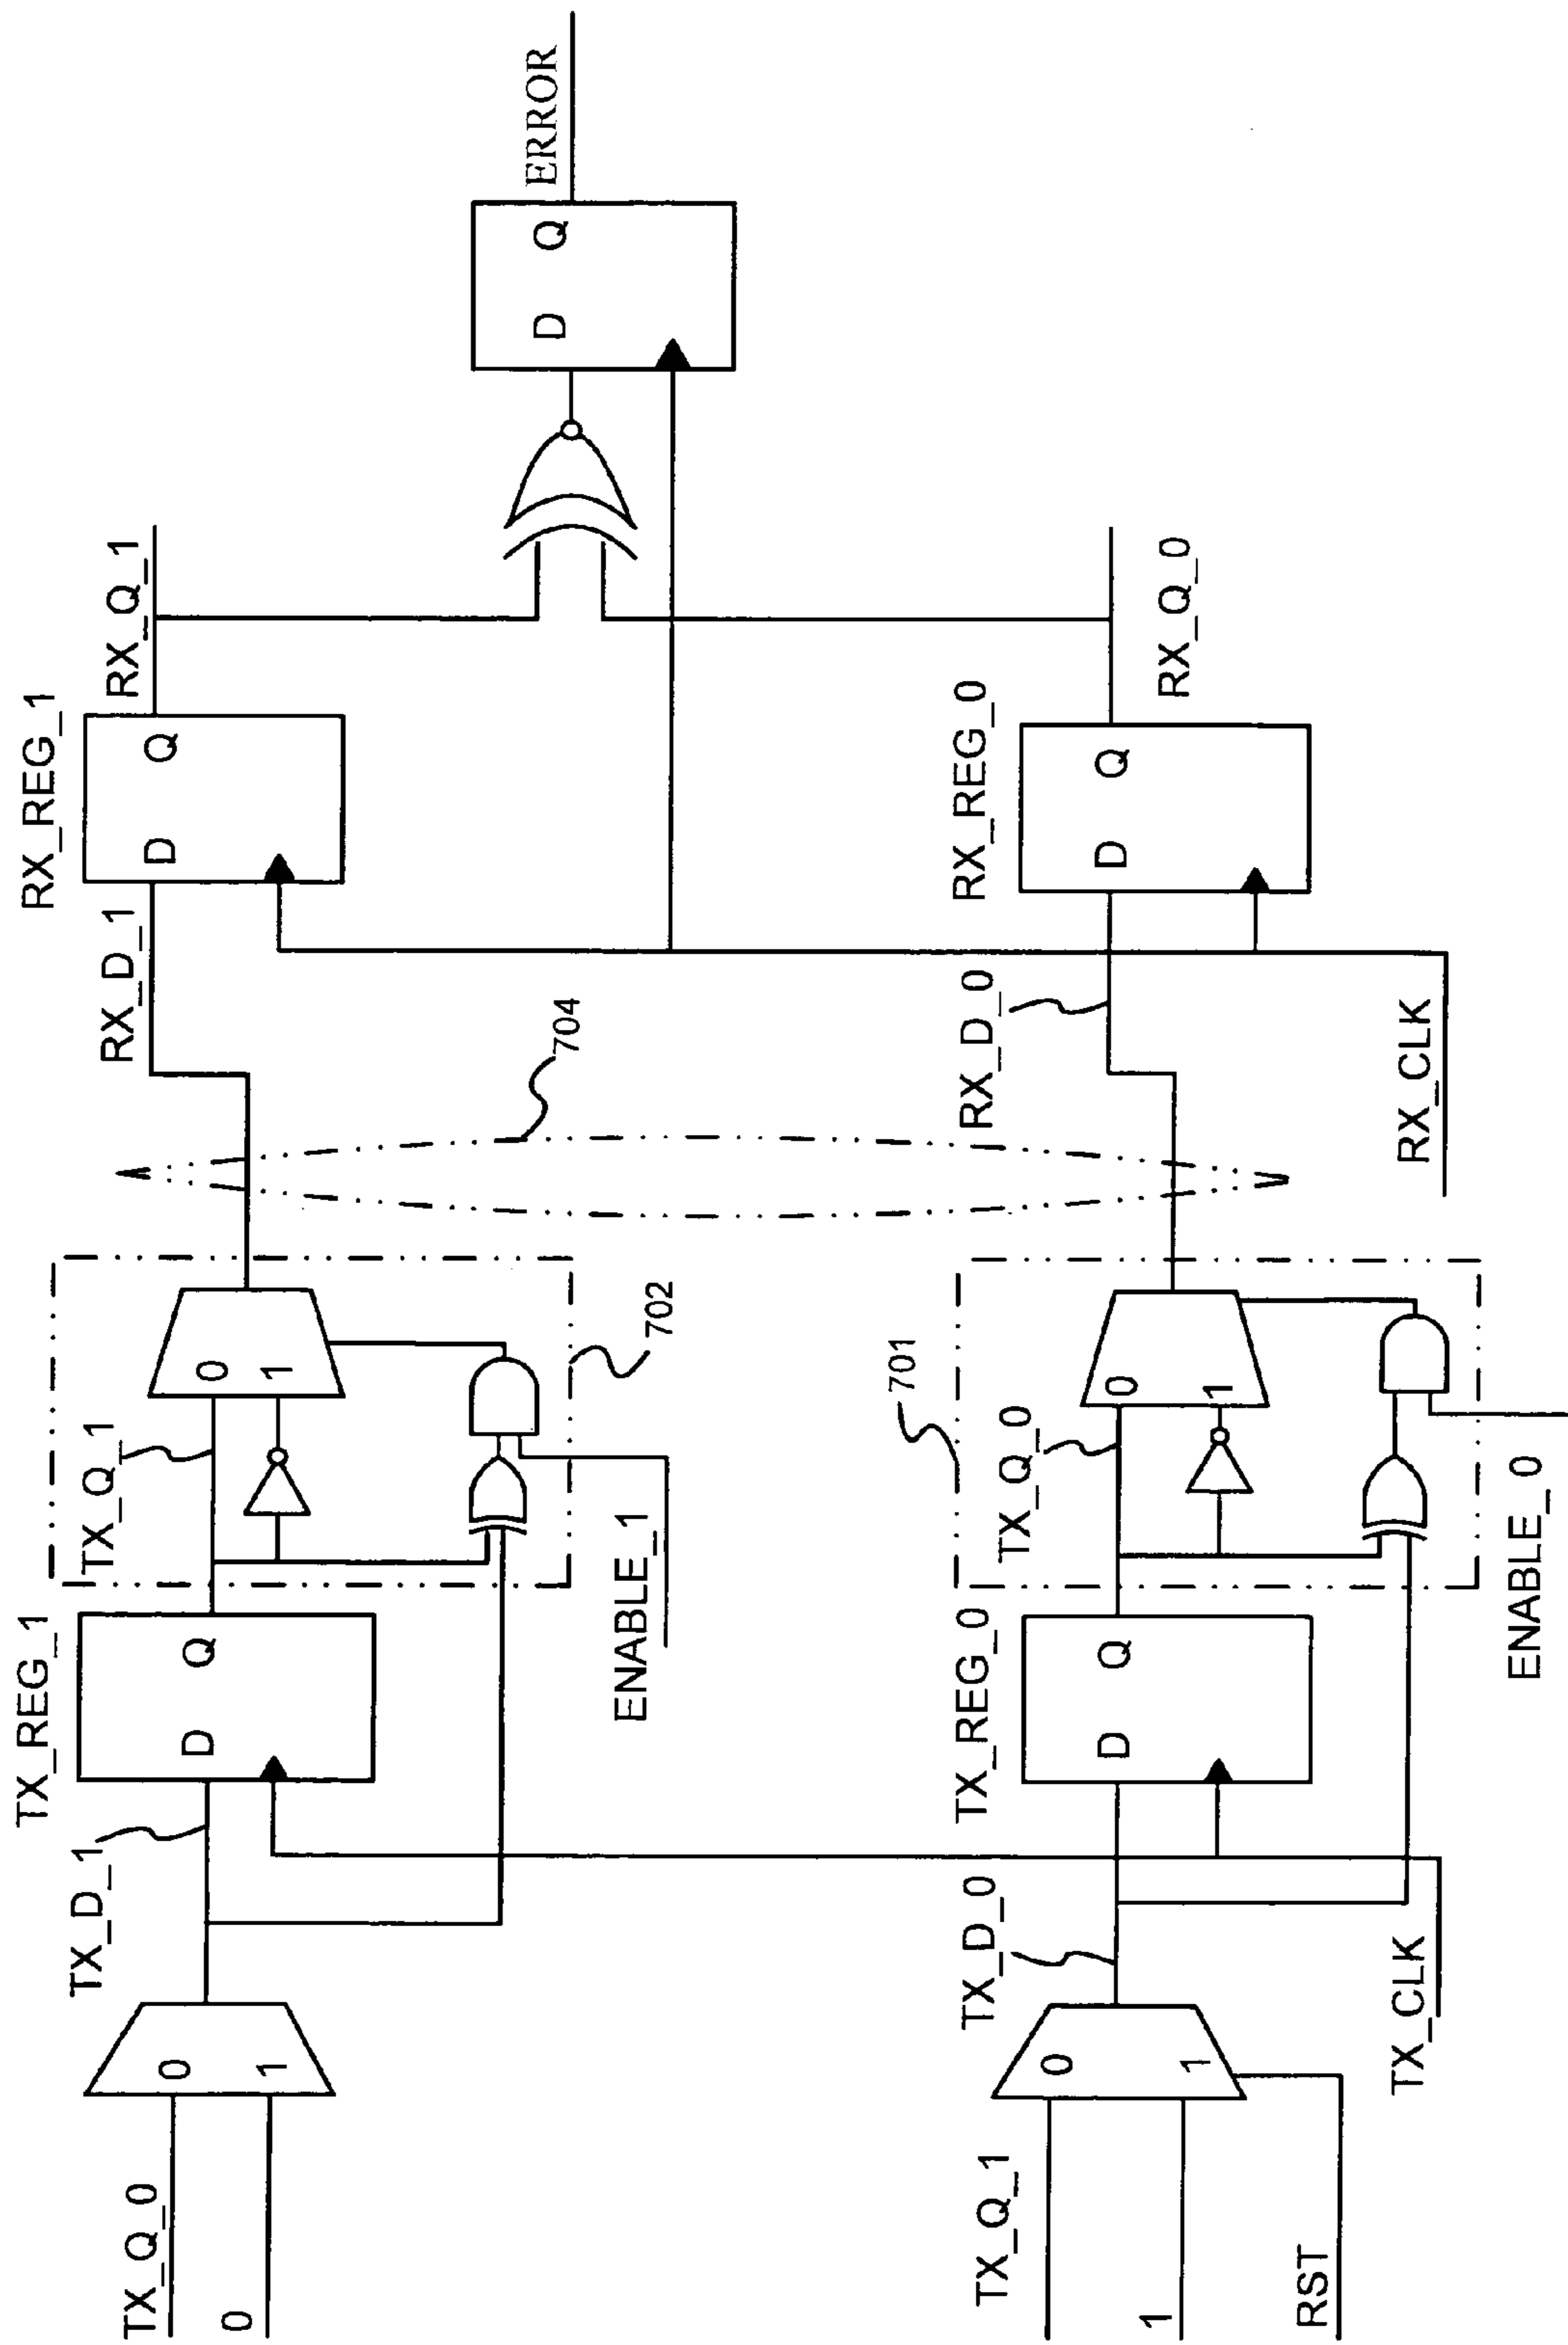 TX_Q_0
0
0
1
TX_D_1
TX_REG_1
D
Q
TX_Q_1
0
1
ENABLE_1
702
704
RX_D_1
RX_REG_1
D
Q
RX_Q_1
D
Q
ERROR
TX_Q_1
1
RST
0
1
TX_D_0
TX_CLK
TX_REG_0
D
Q
TX_Q_0
0
1
701
ENABLE_0
RX_D_0
RX_CLK
RX_REG_0
D
Q
RX_Q_0